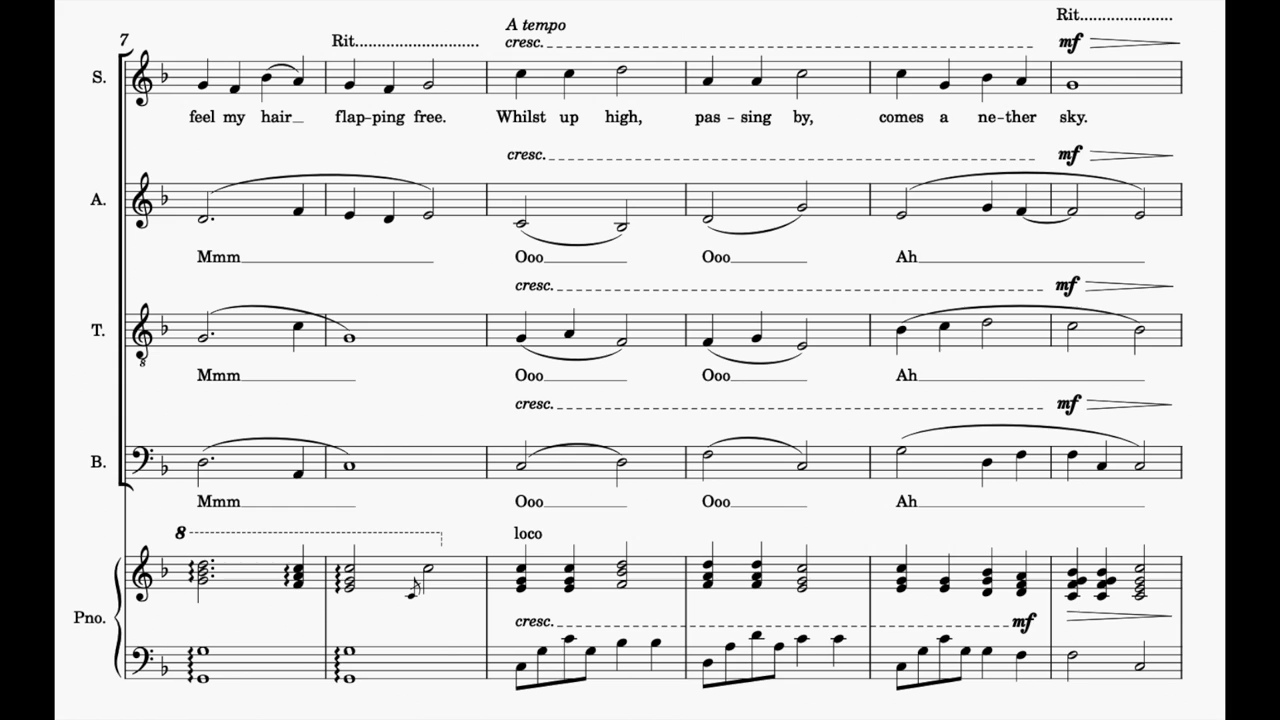 Rit.......................
A tempo
7
Rit..............................
cresc.
mf
S.
feel my hair_ flap-ping free. Whilst up high, pas - sing by, comes a ne-ther sky.
cresc.
mf
A.
Mmm Ooo Ooo Ah
cresc.
mf
T.
8
Mmm Ooo Ooo Ah
cresc.
mf
B.
Mmm Ooo Ooo Ah
8
loco
Pno.
cresc.
mf